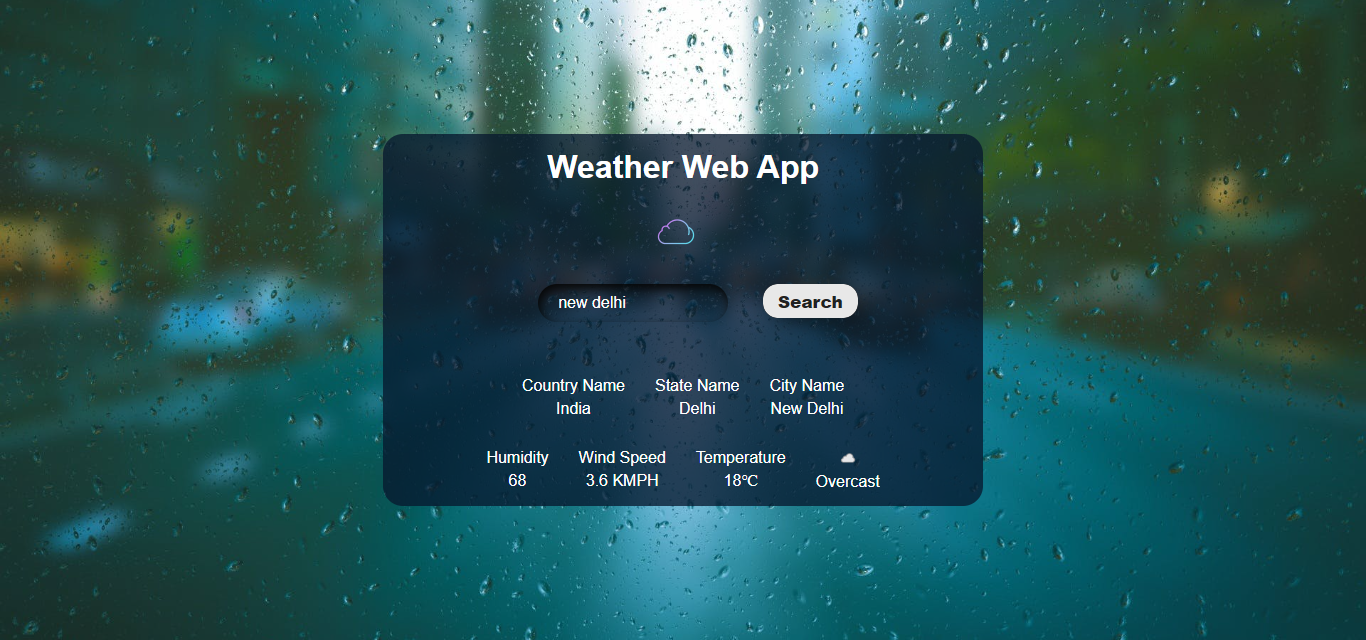 Weather Web App
new delhi
Search
Country Name State Name City Name
India Delhi New Delhi
Humidity Wind Speed Temperature
68 3.6 KMPH 18℃ Overcast